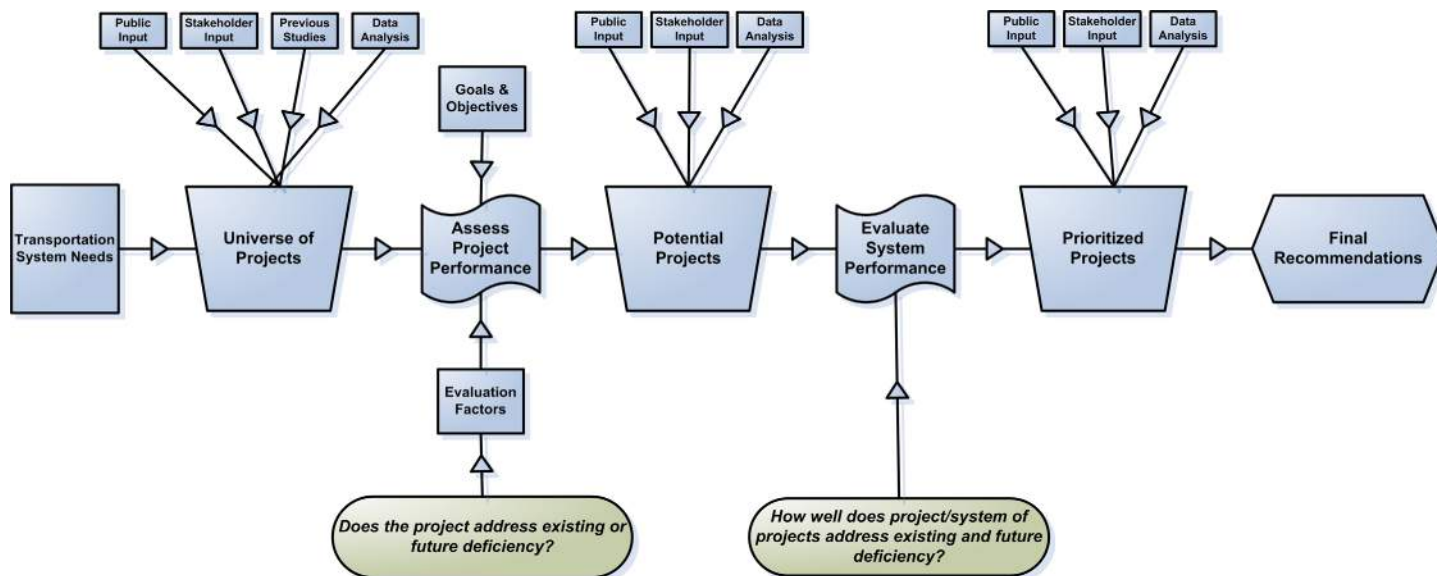 Public
Input
Stakeholder
Input
Previous
Studies
Data
Analysis
Public
Input
Stakeholder
Input
Data
Analysis
Public
Input
Stakeholder
Input
Data
Analysis
Goals &
Objectives
Transportation
System Needs
Universe of
Projects
Assess
Project
Performance
Potential
Projects
Evaluate
System
Performance
Prioritized
Projects
Final
Recommendations
Evaluation
Factors
Does the project address existing or
future deficiency?
How well does project/system of
projects address existing and future
deficiency?